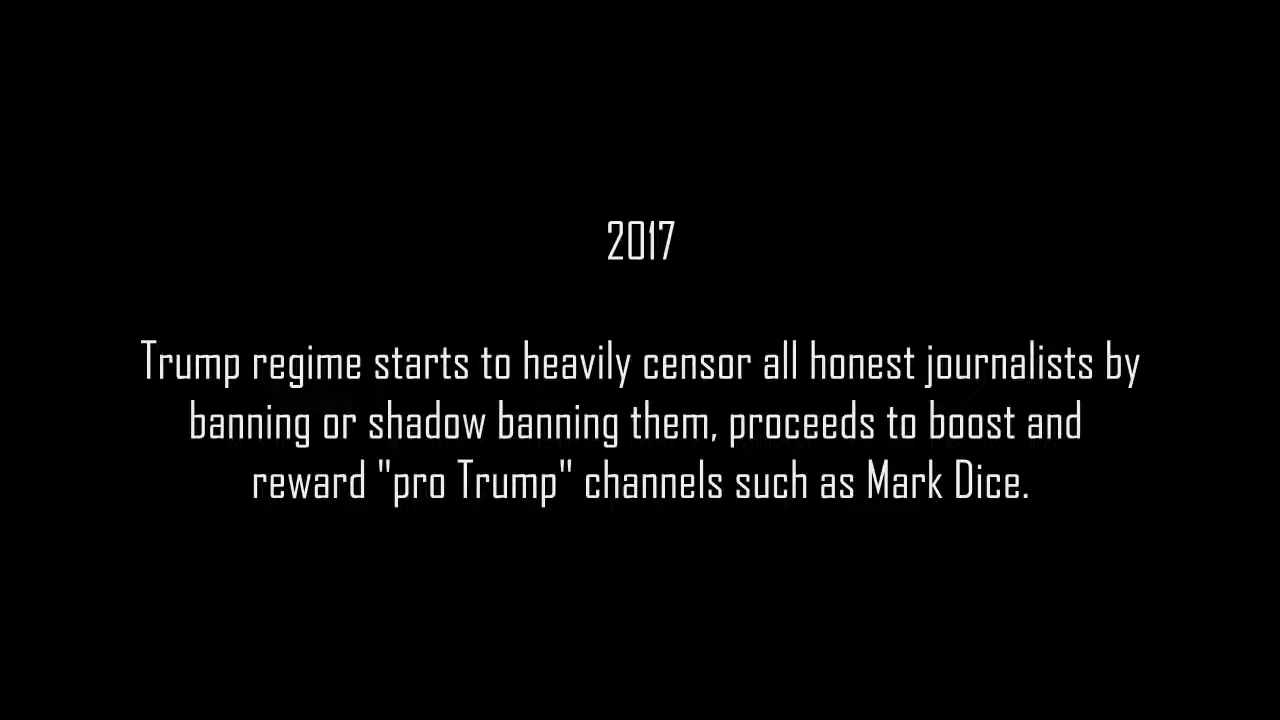 2017
Trump regime starts to heavily censor all honest journalists by
banning or shadow banning them, proceeds to boost and
reward "pro Trump" channels such as Mark Dice.